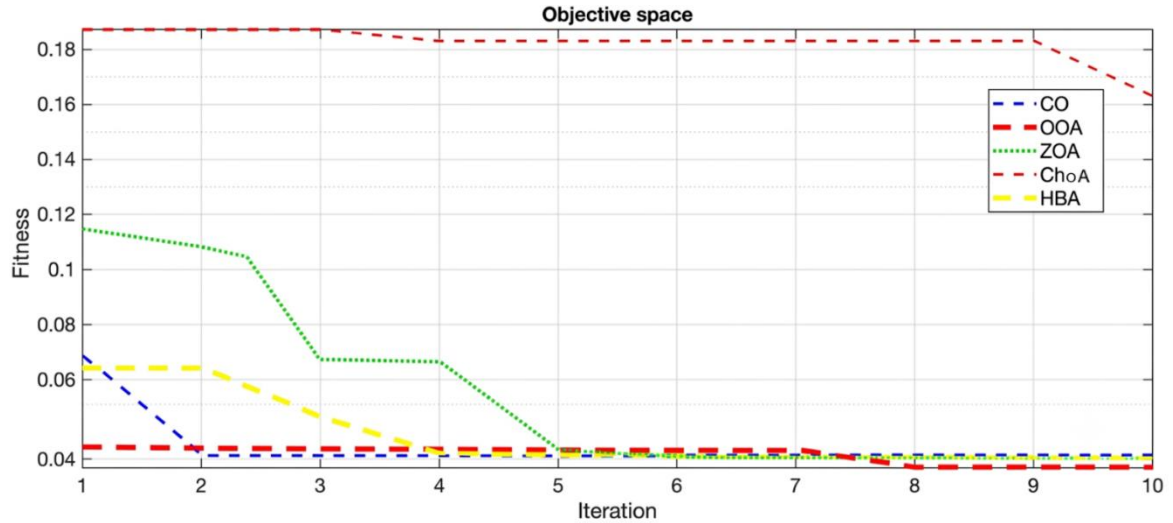 Objective space
0.18
0.16
0.14
0.12
0.1
0.08
0.06
0.04
Fitness
CO
OOA
ZOA
ChoA
HBA
1 2 3 4 5 6 7 8 9 10
Iteration